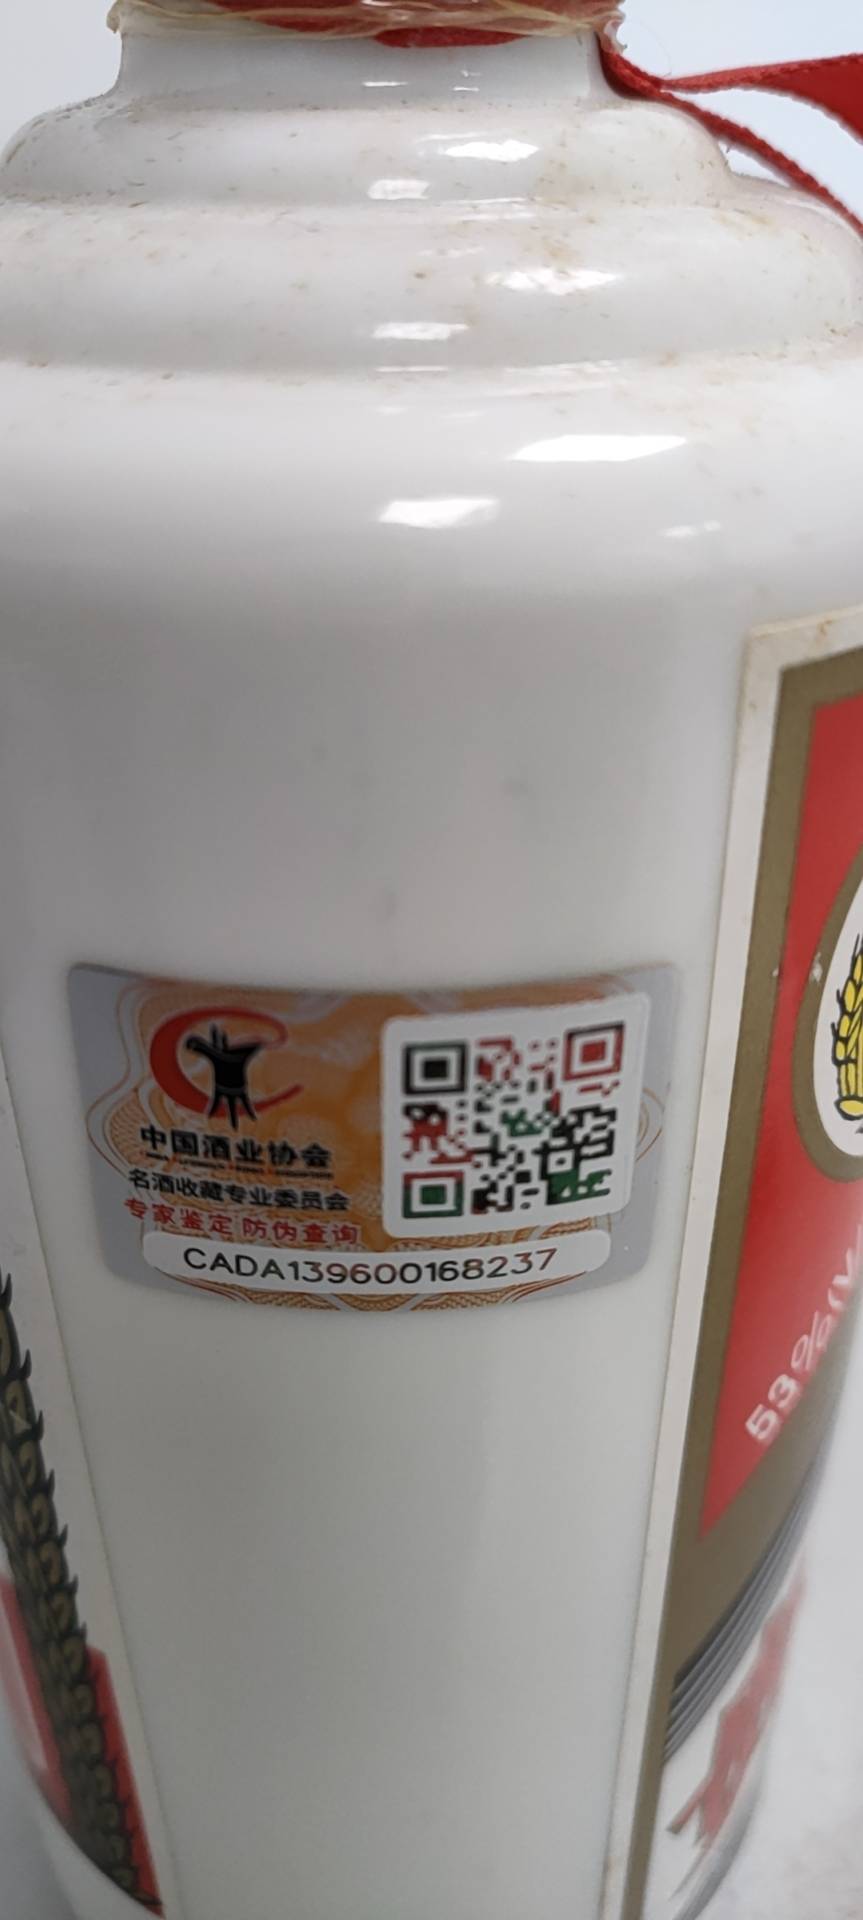 中国酒业协会
名酒收藏专业委员会
专家鉴定 防伪查询
CADA139600168237
53%(V